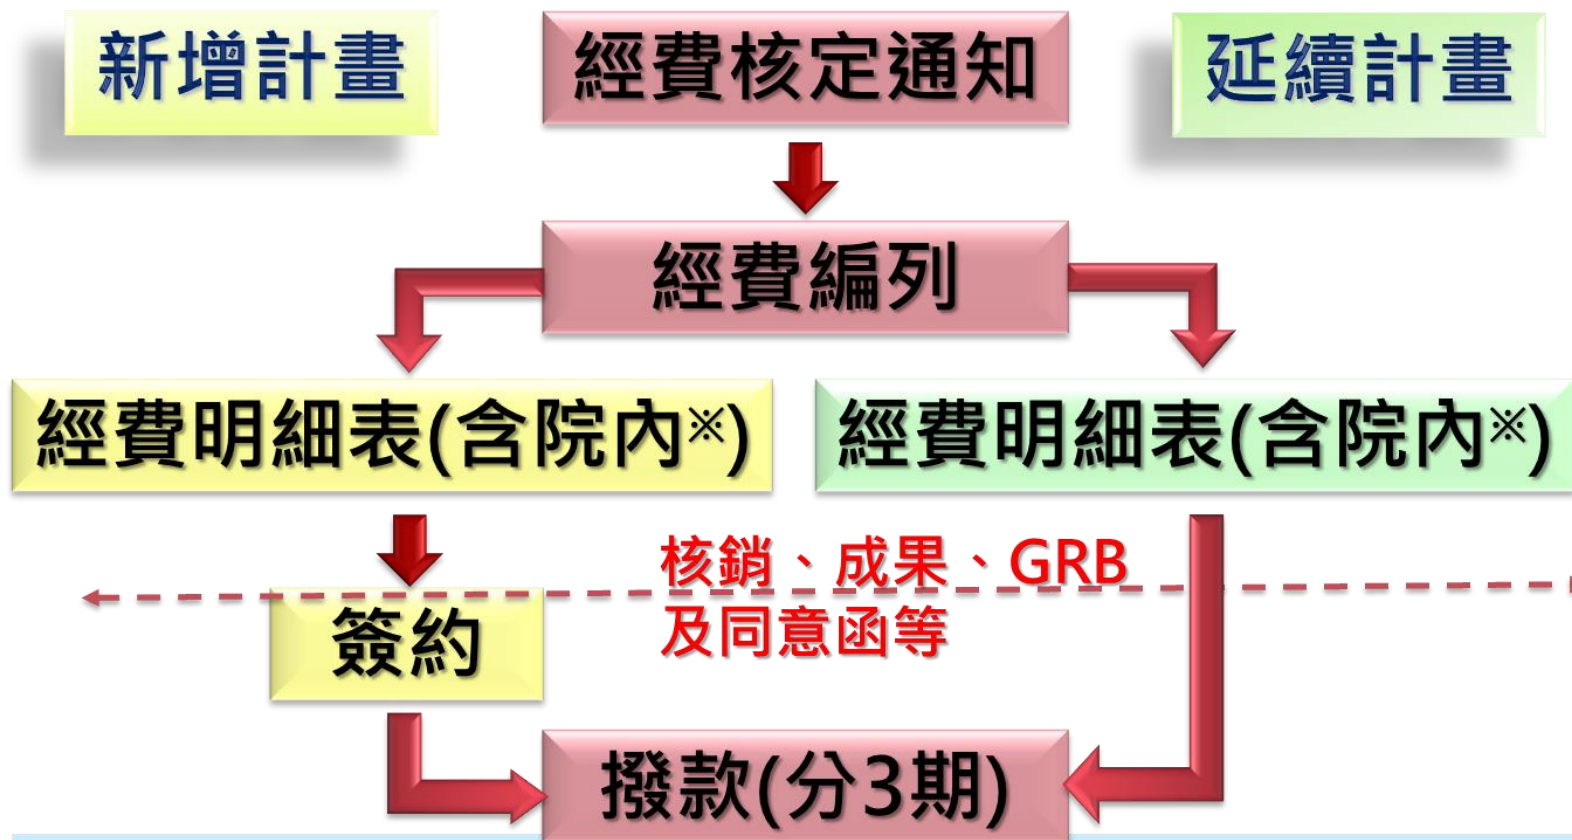 新增計畫
經費核定通知
延續計畫
經費編列
經費明細表(含院內※)
經費明細表(含院內※)
核銷、成果、GRB
及同意函等
簽約
撥款(分3期)